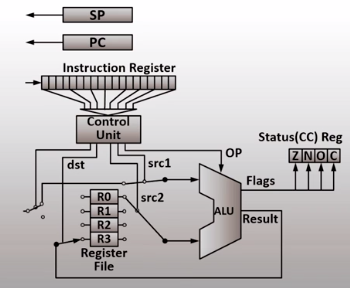 SP
PC
Instruction Register
Control
Unit
OP
Status(CC) Reg
dst
src1
Z N O C
Flags
src2
R0
R1
R2
R3
ALU
Result
Register
File